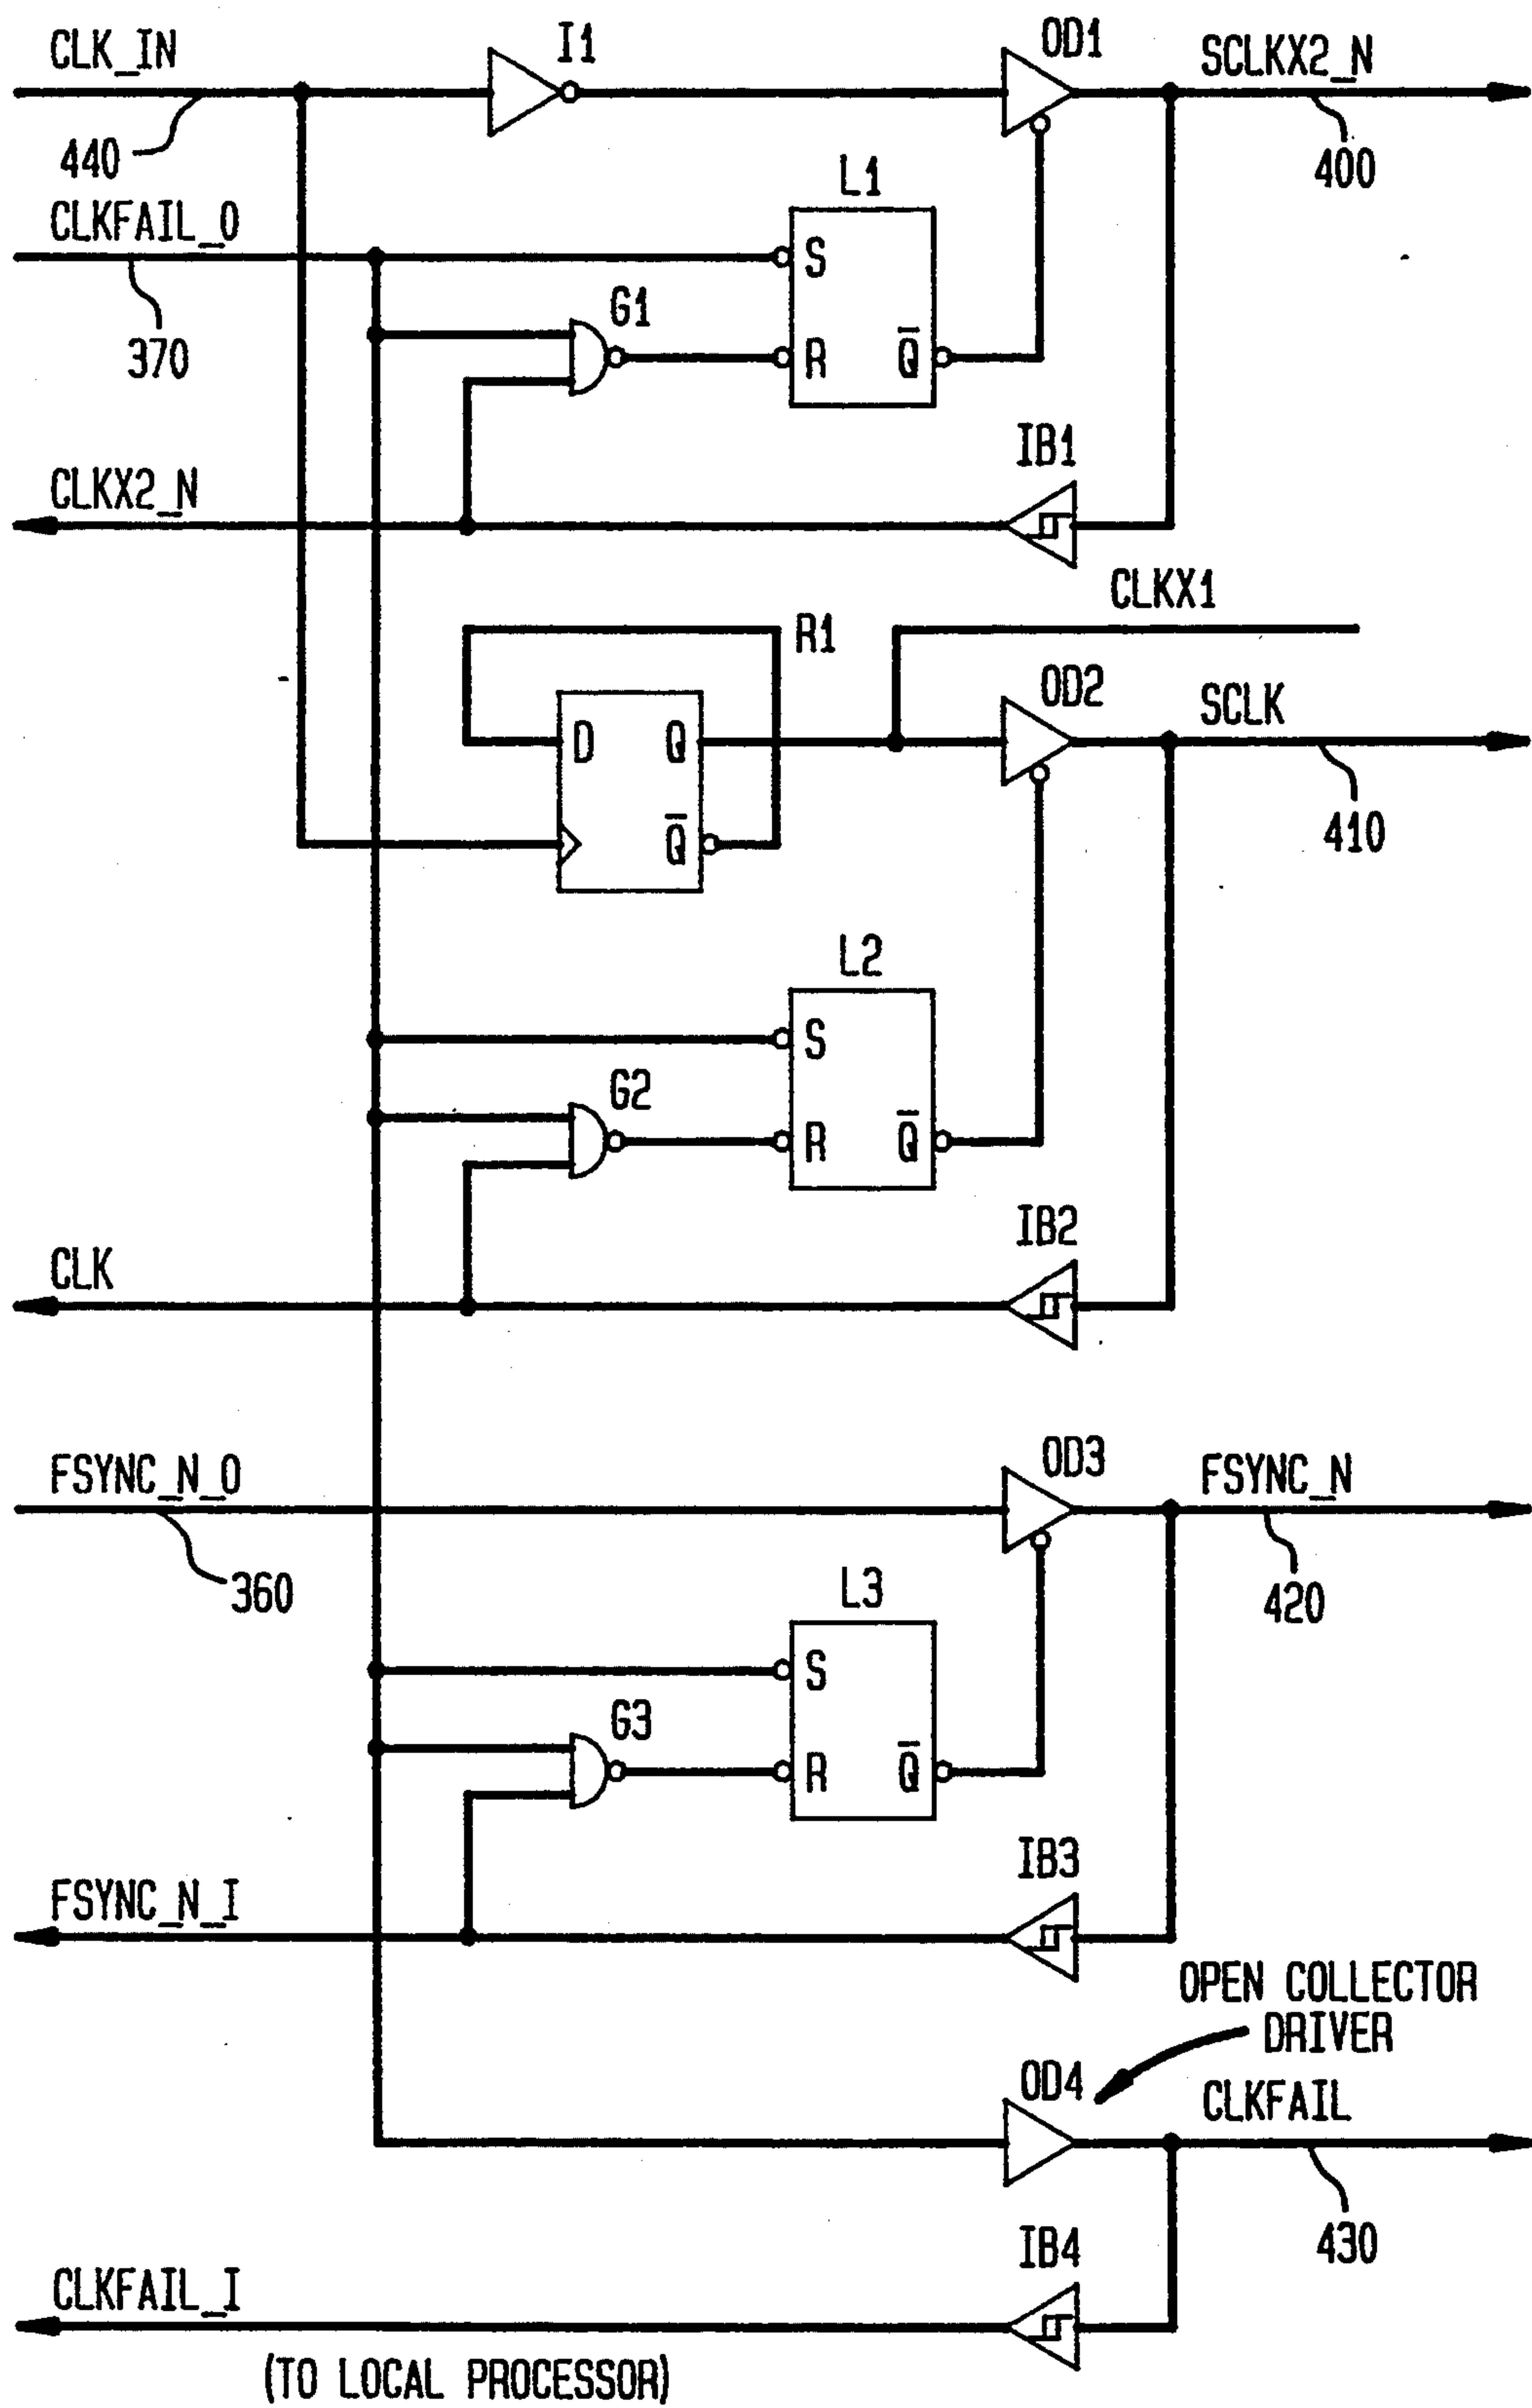 CLK_IN
I1
OD1
SCLKX2_N
440
400
CLKFAIL_O
L1
S
G1
370
R
Q̅
IB1
CLKX2_N
CLKX1
R1
OD2
SCLK
D
Q
Q̅
410
L2
S
G2
R
Q̅
IB2
CLK
OD3
FSYNC_N_O
FSYNC_N
360
L3
420
S
G3
R
Q̅
IB3
FSYNC_N_I
OPEN COLLECTOR
DRIVER
OD4
CLKFAIL
IB4
430
CLKFAIL_I
(TO LOCAL PROCESSOR)